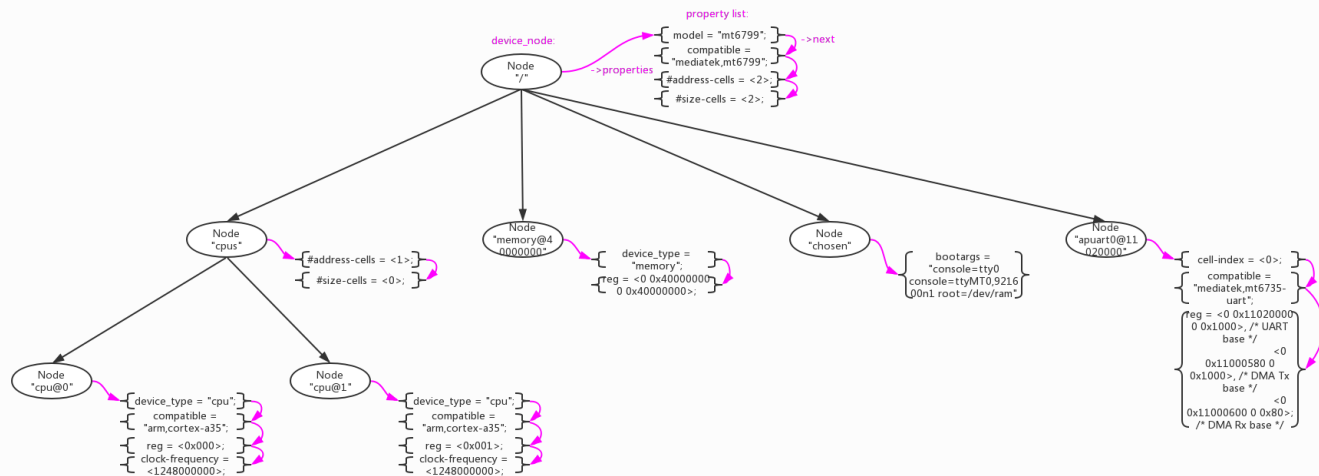 property list:
device_node:
model = "mt6799";
->next
compatible =
"mediatek,mt6799";
Node
"/"
->properties
#address-cells = <2>;
#size-cells = <2>;
Node
"cpus"
#address-cells = <1>;
#size-cells = <0>;
Node
"memory@4
0000000"
device_type =
"memory";
reg = <0 0x40000000
0 0x40000000>;
Node
"chosen"
bootargs =
"console=tty0
console=ttyMT0,9216
00n1 root=/dev/ram"
Node
"apuart0@11
020000"
cell-index = <0>;
compatible =
"mediatek,mt6735-
uart";
reg = <0 0x11020000
0 0x1000>, /* UART
base */
<0
0x11000580 0
0x1000>, /* DMA Tx
base */
<0
0x11000600 0 0x80>;
/* DMA Rx base */
Node
"cpu@0"
device_type = "cpu";
compatible =
"arm,cortex-a35";
reg = <0x000>;
clock-frequency =
<1248000000>;
Node
"cpu@1"
device_type = "cpu";
compatible =
"arm,cortex-a35";
reg = <0x001>;
clock-frequency =
<1248000000>;